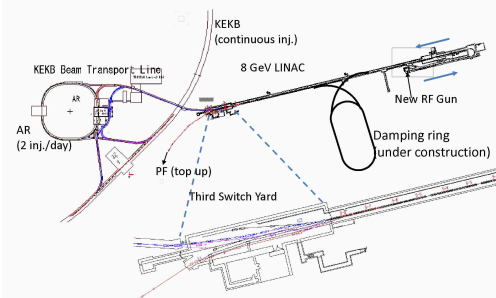 KEKB
(continuous inj.)
KEKB Beam Transport Line
8 GeV LINAC
AR
New RF Gun
AR
(2 inj./day)
Damping ring
(under construction)
PF (top up)
Third Switch Yard